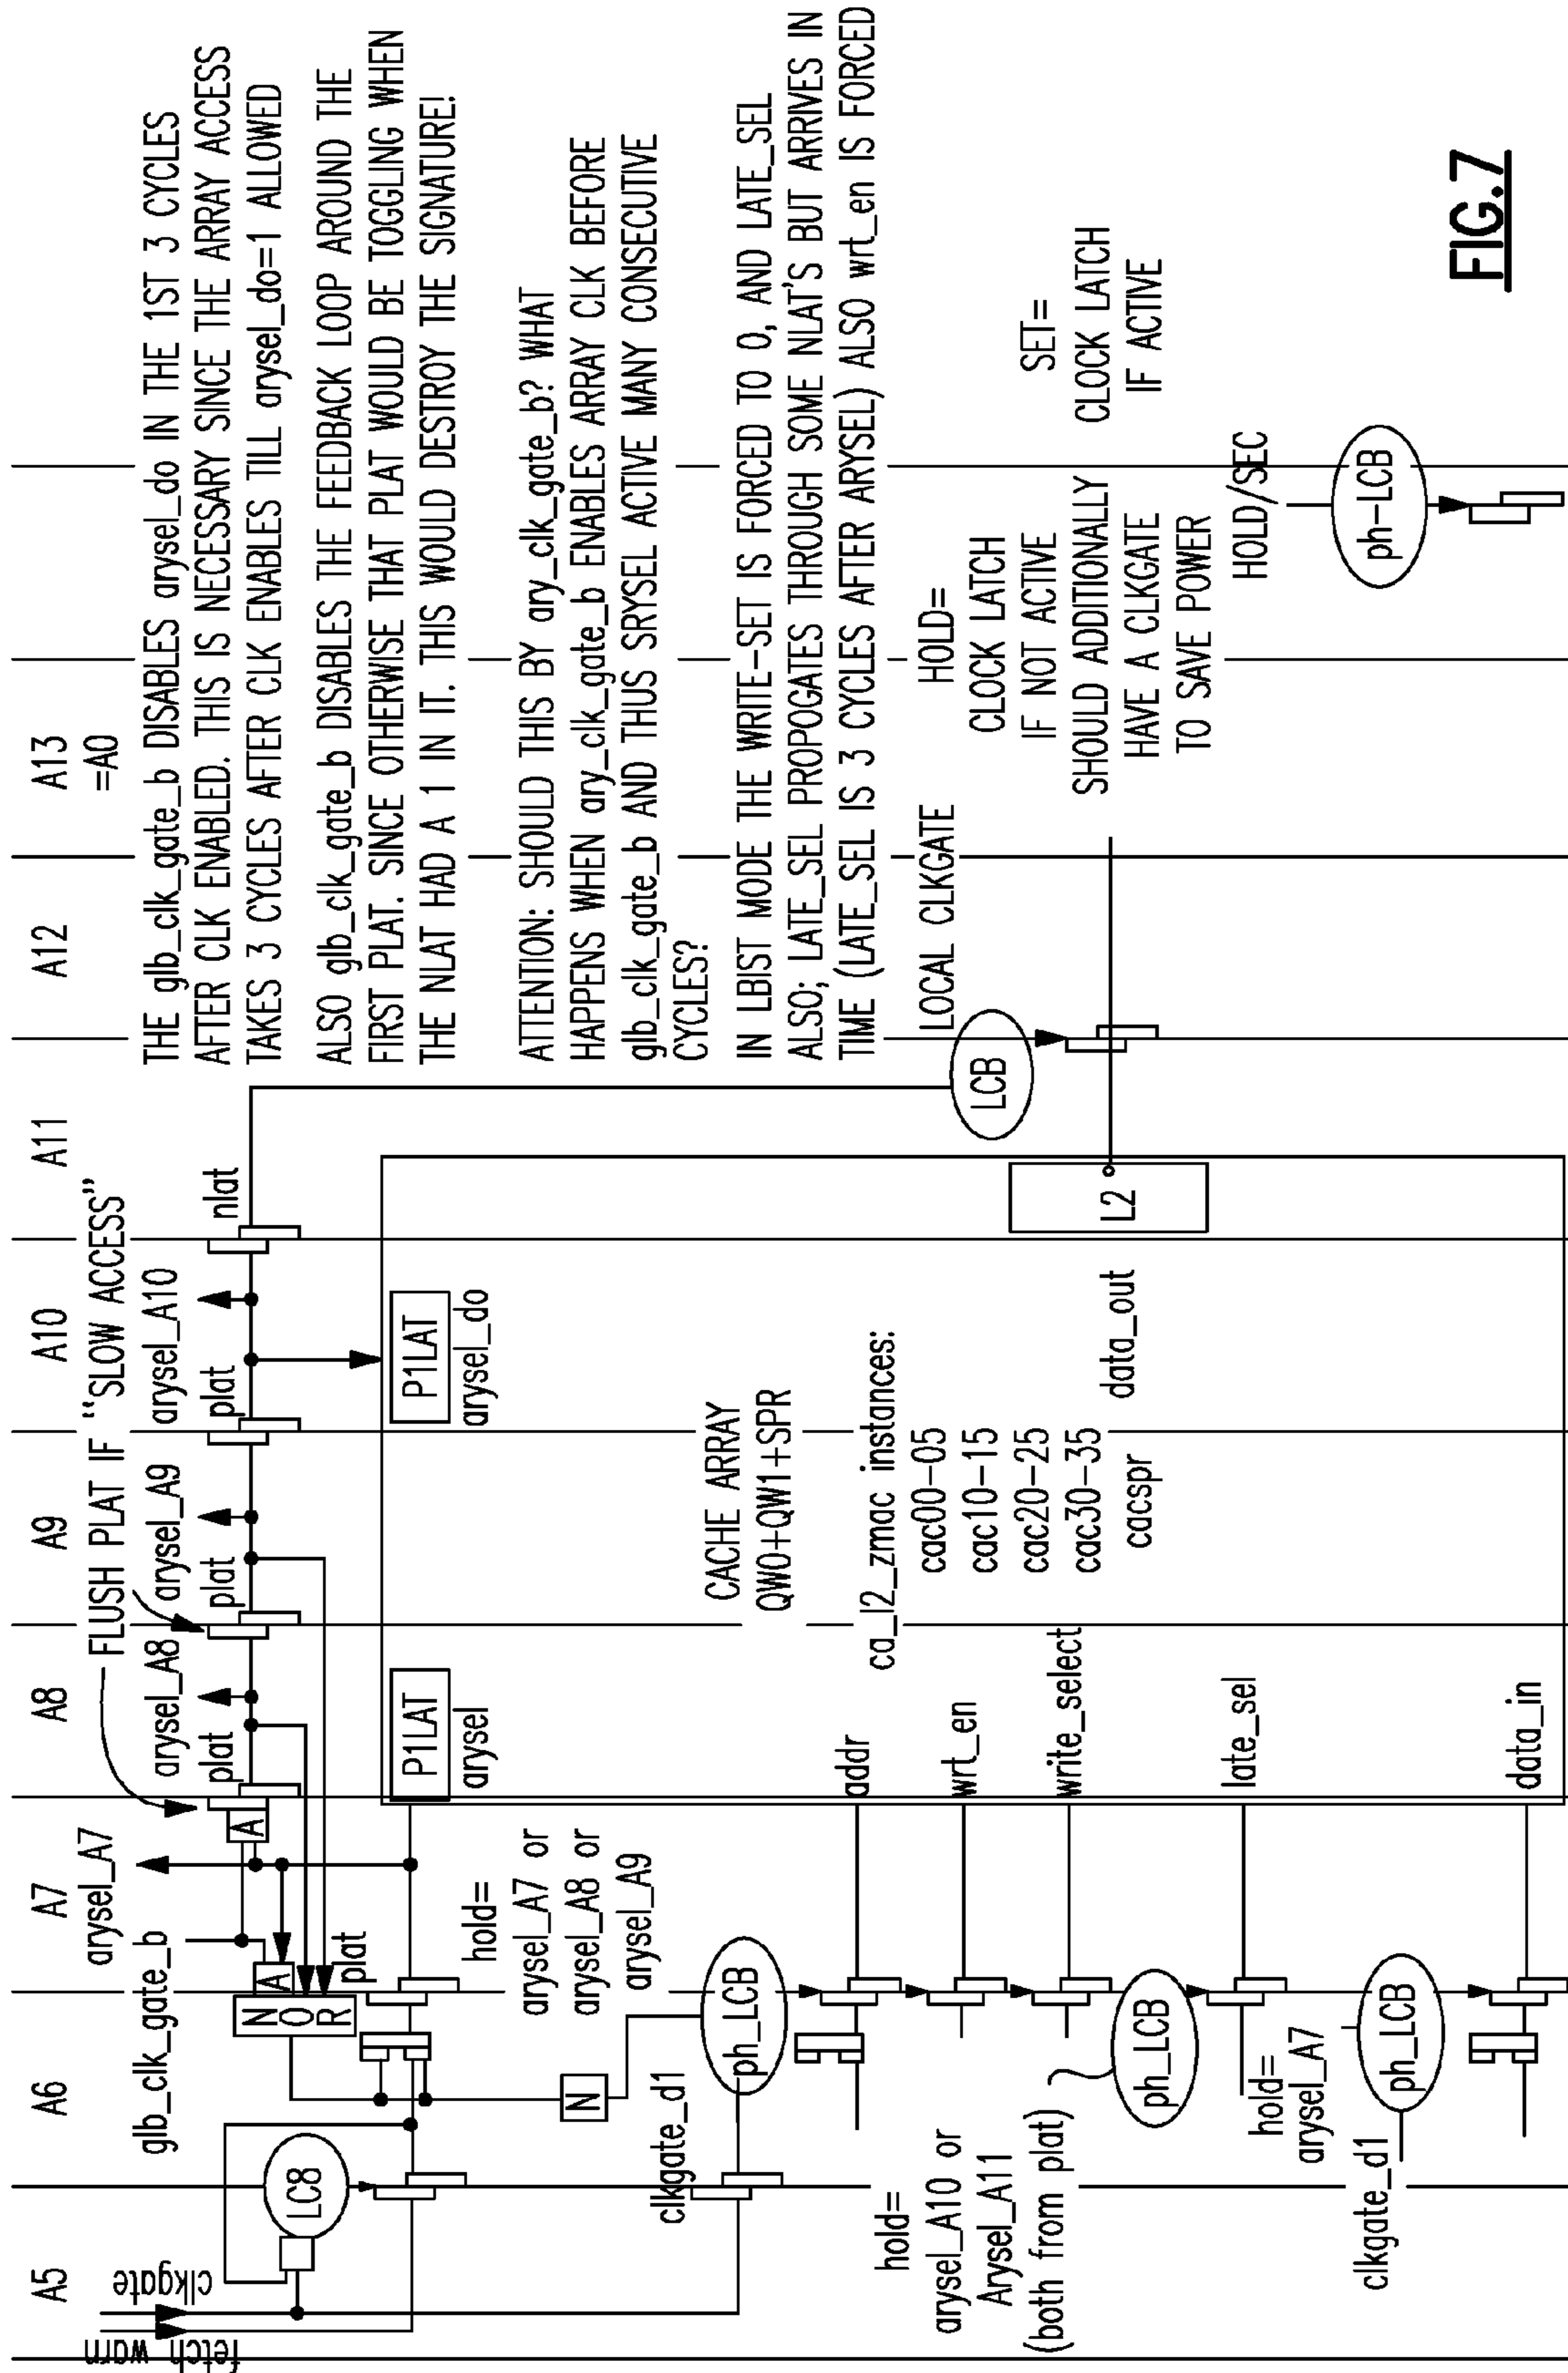 A5
A6
A7
A8
A9
A10
A11
A12
A13
=A0
fetch warn
clkgate
LC8
glb_clk_gate_b
arysel_A7
FLUSH PLAT IF "SLOW ACCESS"
arysel_A8
arysel_A9
arysel_A10
plat
plat
plat
plat
nlat
A
A
N
O
R
N
P1LAT
arysel
P1LAT
arysel_do
hold=
arysel_A7 or
arysel_A8 or
arysel_A9
clkgate_d1
ph_LCB
hold=
arysel_A10 or
Arysel_A11
(both from plat)
ph_LCB
hold=
arysel_A7
clkgate_d1
ph_LCB
addr
wrt_en
write_select
late_sel
data_in
CACHE ARRAY
QW0+QW1+SPR
ca_l2_zmac instances:
cac00-05
cac10-15
cac20-25
cac30-35
cacspr
data_out
L2
LCB
LOCAL CLKGATE
THE glb_clk_gate_b DISABLES arysel_do IN THE 1ST 3 CYCLES
AFTER CLK ENABLED. THIS IS NECESSARY SINCE THE ARRAY ACCESS
TAKES 3 CYCLES AFTER CLK ENABLES TILL arysel_do=1 ALLOWED
ALSO glb_clk_gate_b DISABLES THE FEEDBACK LOOP AROUND THE
FIRST PLAT. SINCE OTHERWISE THAT PLAT WOULD BE TOGGLING WHEN
THE NLAT HAD A 1 IN IT. THIS WOULD DESTROY THE SIGNATURE!
ATTENTION: SHOULD THIS BY ary_clk_gate_b? WHAT
HAPPENS WHEN ary_clk_gate_b ENABLES ARRAY CLK BEFORE
glb_clk_gate_b AND THUS SRYSEL ACTIVE MANY CONSECUTIVE
CYCLES?
IN LBIST MODE THE WRITE-SET IS FORCED TO 0, AND LATE_SEL
ALSO; LATE_SEL PROPOGATES THROUGH SOME NLAT'S BUT ARRIVES IN
TIME (LATE_SEL IS 3 CYCLES AFTER ARYSEL) ALSO wrt_en IS FORCED
HOLD=
CLOCK LATCH
IF NOT ACTIVE
SHOULD ADDITIONALLY
HAVE A CLKGATE
TO SAVE POWER
SET=
CLOCK LATCH
IF ACTIVE
HOLD/SEC
ph-LCB
FIG.7